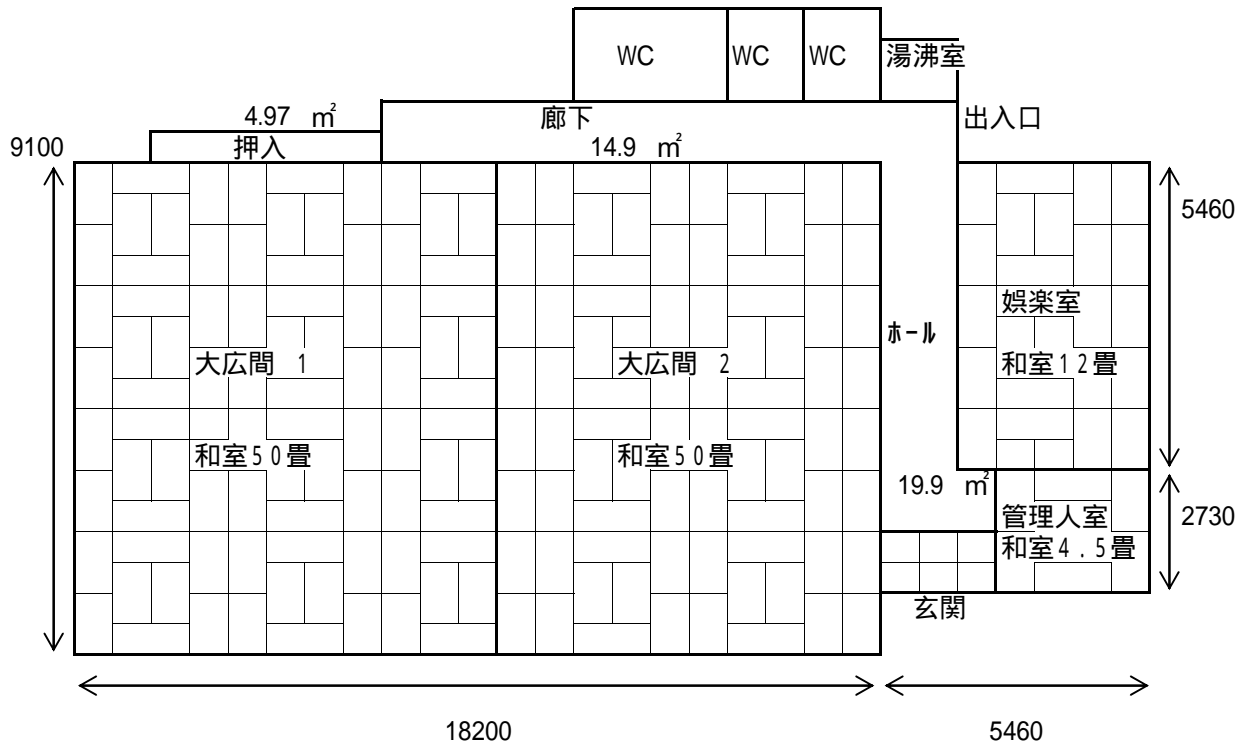 WC
WC
WC
湯沸室
4.97 ㎡
廊下
出入口
9100
押入
14.9 ㎡
5460
娯楽室
ホール
大広間 1
大広間 2
和室12畳
和室50畳
和室50畳
19.9 ㎡
管理人室
2730
和室4.5畳
玄関
18200
5460